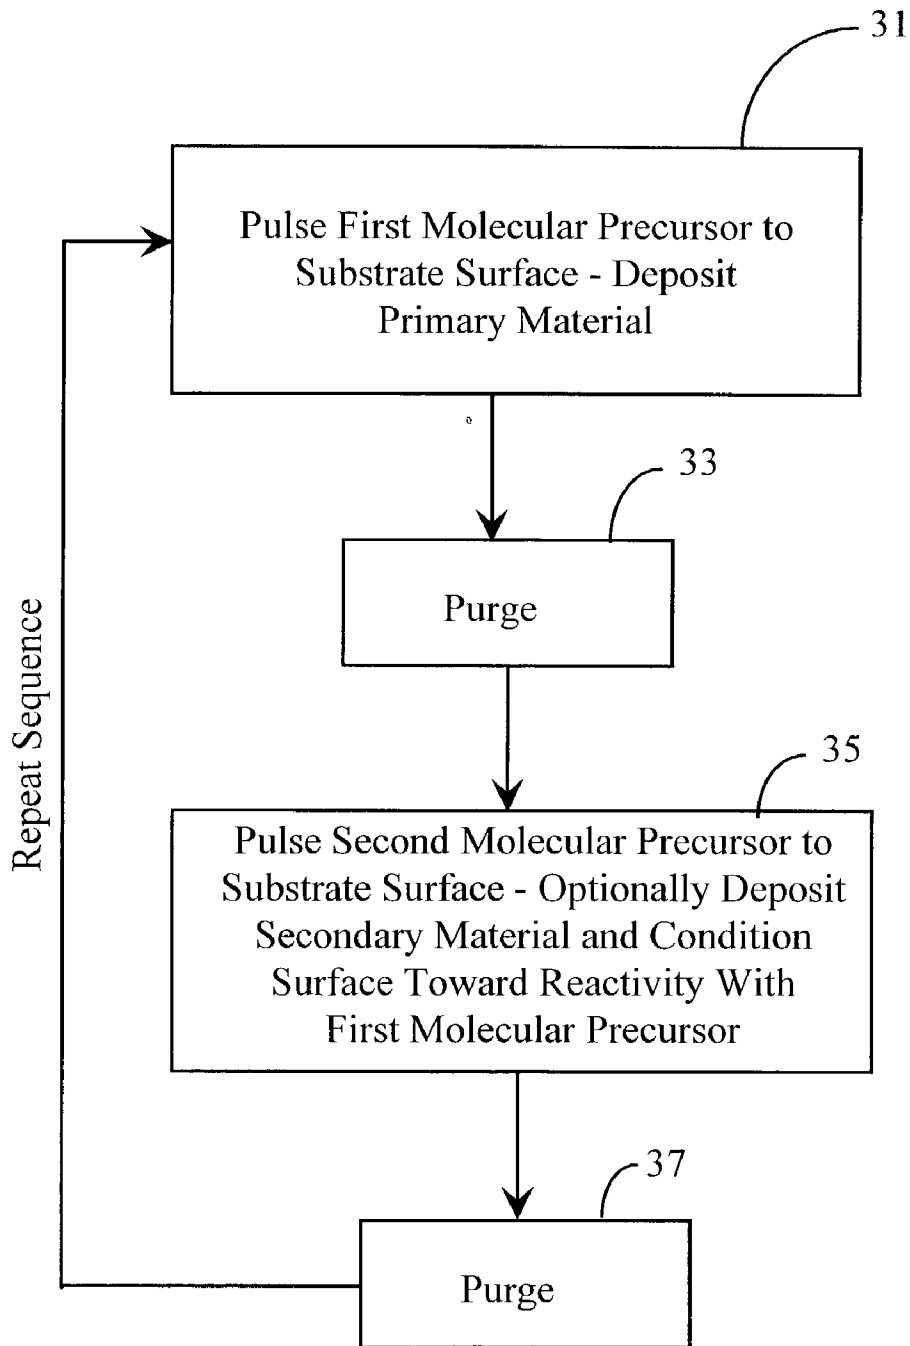 31
Pulse First Molecular Precursor to
Substrate Surface - Deposit
Primary Material
33
Purge
35
Pulse Second Molecular Precursor to
Substrate Surface - Optionally Deposit
Secondary Material and Condition
Surface Toward Reactivity With
First Molecular Precursor
37
Purge
Repeat Sequence